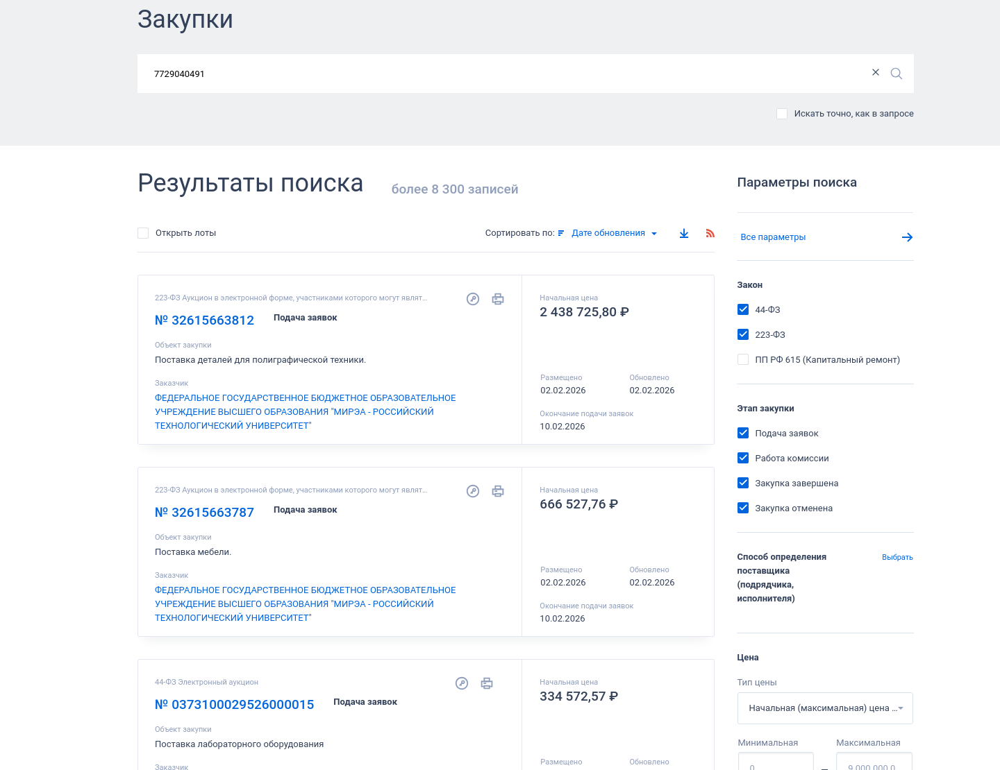 Закупки
7729040491
Искать точно, как в запросе
Результаты поиска
более 8 300 записей
Открыть лоты
Сортировать по:
Дате обновления
223-ФЗ Аукцион в электронной форме, участниками которого могут являт...
№ 32615663812
Подача заявок
Объект закупки
Поставка деталей для полиграфической техники.
Заказчик
ФЕДЕРАЛЬНОЕ ГОСУДАРСТВЕННОЕ БЮДЖЕТНОЕ ОБРАЗОВАТЕЛЬНОЕ
УЧРЕЖДЕНИЕ ВЫСШЕГО ОБРАЗОВАНИЯ "МИРЭА - РОССИЙСКИЙ
ТЕХНОЛОГИЧЕСКИЙ УНИВЕРСИТЕТ"
Начальная цена
2 438 725,80 ₽
Размещено
Обновлено
02.02.2026
02.02.2026
Окончание подачи заявок
10.02.2026
223-ФЗ Аукцион в электронной форме, участниками которого могут являт...
№ 32615663787
Подача заявок
Объект закупки
Поставка мебели.
Заказчик
ФЕДЕРАЛЬНОЕ ГОСУДАРСТВЕННОЕ БЮДЖЕТНОЕ ОБРАЗОВАТЕЛЬНОЕ
УЧРЕЖДЕНИЕ ВЫСШЕГО ОБРАЗОВАНИЯ "МИРЭА - РОССИЙСКИЙ
ТЕХНОЛОГИЧЕСКИЙ УНИВЕРСИТЕТ"
Начальная цена
666 527,76 ₽
Размещено
Обновлено
02.02.2026
02.02.2026
Окончание подачи заявок
10.02.2026
44-ФЗ Электронный аукцион
№ 0373100029526000015
Подача заявок
Объект закупки
Поставка лабораторного оборудования
Заказчик
Начальная цена
334 572,57 ₽
Размещено
Обновлено
Параметры поиска
Все параметры
Закон
44-ФЗ
223-ФЗ
ПП РФ 615 (Капитальный ремонт)
Этап закупки
Подача заявок
Работа комиссии
Закупка завершена
Закупка отменена
Способ определения
поставщика
(подрядчика,
исполнителя)
Выбрать
Цена
Тип цены
Начальная (максимальная) цена ...
Минимальная
Максимальная
0
–
9 000 000 0